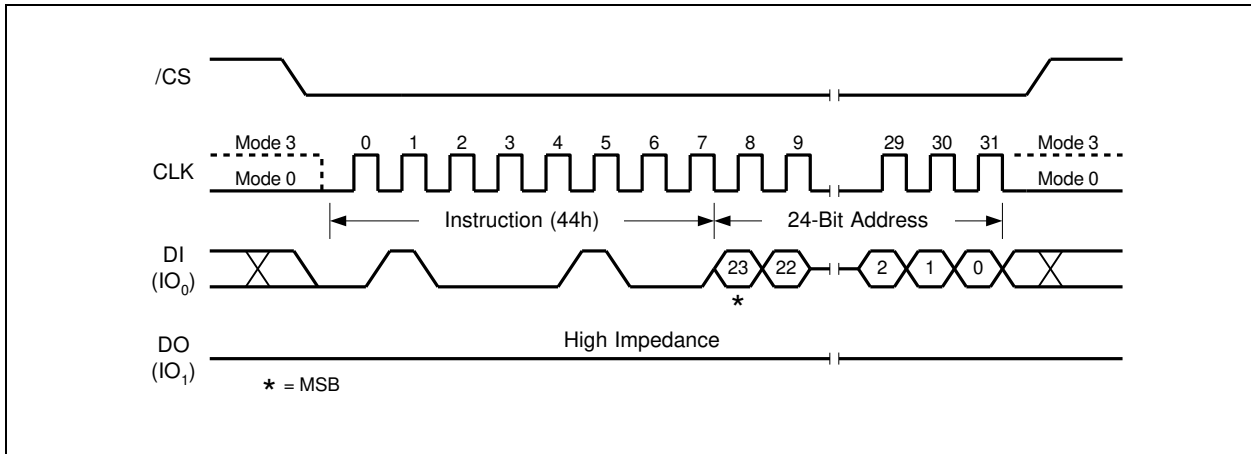 /CS
Mode 3 0 1 2 3 4 5 6 7 8 9 29 30 31 Mode 3
CLK
Mode 0 Mode 0
Instruction (44h) 24-Bit Address
DI
(IO0)
23 22 2 1 0
*
High Impedance
DO
(IO1)
* = MSB